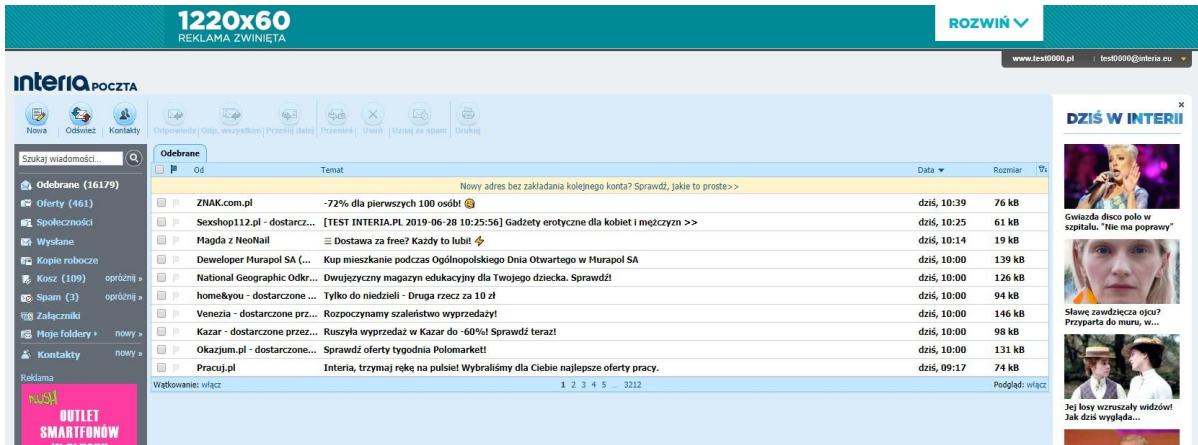 1220x60
REKLAMA ZWINIĘTA
ROZWIŃ
www.test0000.pl | test0000@interia.eu
interia POCZTA
Nowa | Odśwież | Kontakty
Odpowiedz | Odp. wszystkim | Prześlij dalej | Przenieś | Usuń | Uznaj za spam | Drukuj
x
DZIŚ W INTERII
Szukaj wiadomości...
Odebrane (16179)
Oferty (461)
Społeczności
Wysłane
Kopie robocze
Kosz (109) opróżnij »
Spam (3) opróżnij »
Załączniki
Moje foldery nowy »
Kontakty nowy »
Reklama
PLUSH
OUTLET
SMARTFONÓW
Odebrane
Od Temat Data Rozmiar
Nowy adres bez zakładania kolejnego konta? Sprawdź, jakie to proste>>
ZNAK.com.pl -72% dla pierwszych 100 osób! dziś, 10:39 76 kB
Sexshop112.pl - dostarcz... [TEST INTERIA.PL 2019-06-28 10:25:56] Gadżety erotyczne dla kobiet i mężczyzn >> dziś, 10:25 61 kB
Magda z NeoNail Dostawa za free? Każdy to lubi! dziś, 10:14 19 kB
Deweloper Murapol SA (... Kup mieszkanie podczas Ogólnopolskiego Dnia Otwartego w Murapol SA dziś, 10:00 139 kB
National Geographic Odkr... Dwujęzyczny magazyn edukacyjny dla Twojego dziecka. Sprawdź! dziś, 10:00 126 kB
home&you - dostarczone ... Tylko do niedzieli - Druga rzecz za 10 zł dziś, 10:00 94 kB
Venezia - dostarczone prz... Rozpoczynamy szaleństwo wyprzedaży! dziś, 10:00 146 kB
Kazar - dostarczone przez... Ruszyła wyprzedaż w Kazar do -60%! Sprawdź teraz! dziś, 10:00 98 kB
Okazjum.pl - dostarczone... Sprawdź oferty tygodnia Polomarket! dziś, 10:00 131 kB
Pracuj.pl Interia, trzymaj rękę na pulsie! Wybraliśmy dla Ciebie najlepsze oferty pracy. dziś, 09:17 74 kB
Wątkowanie: włącz 1 2 3 4 5 ... 3212 Podgląd: włącz
Gwiazda disco polo w
szpitalu. "Nie ma poprawy"
Sławę zawdzięcza ojcu?
Przyparta do muru, w...
Jej losy wzruszały widzów!
Jak dziś wygląda...